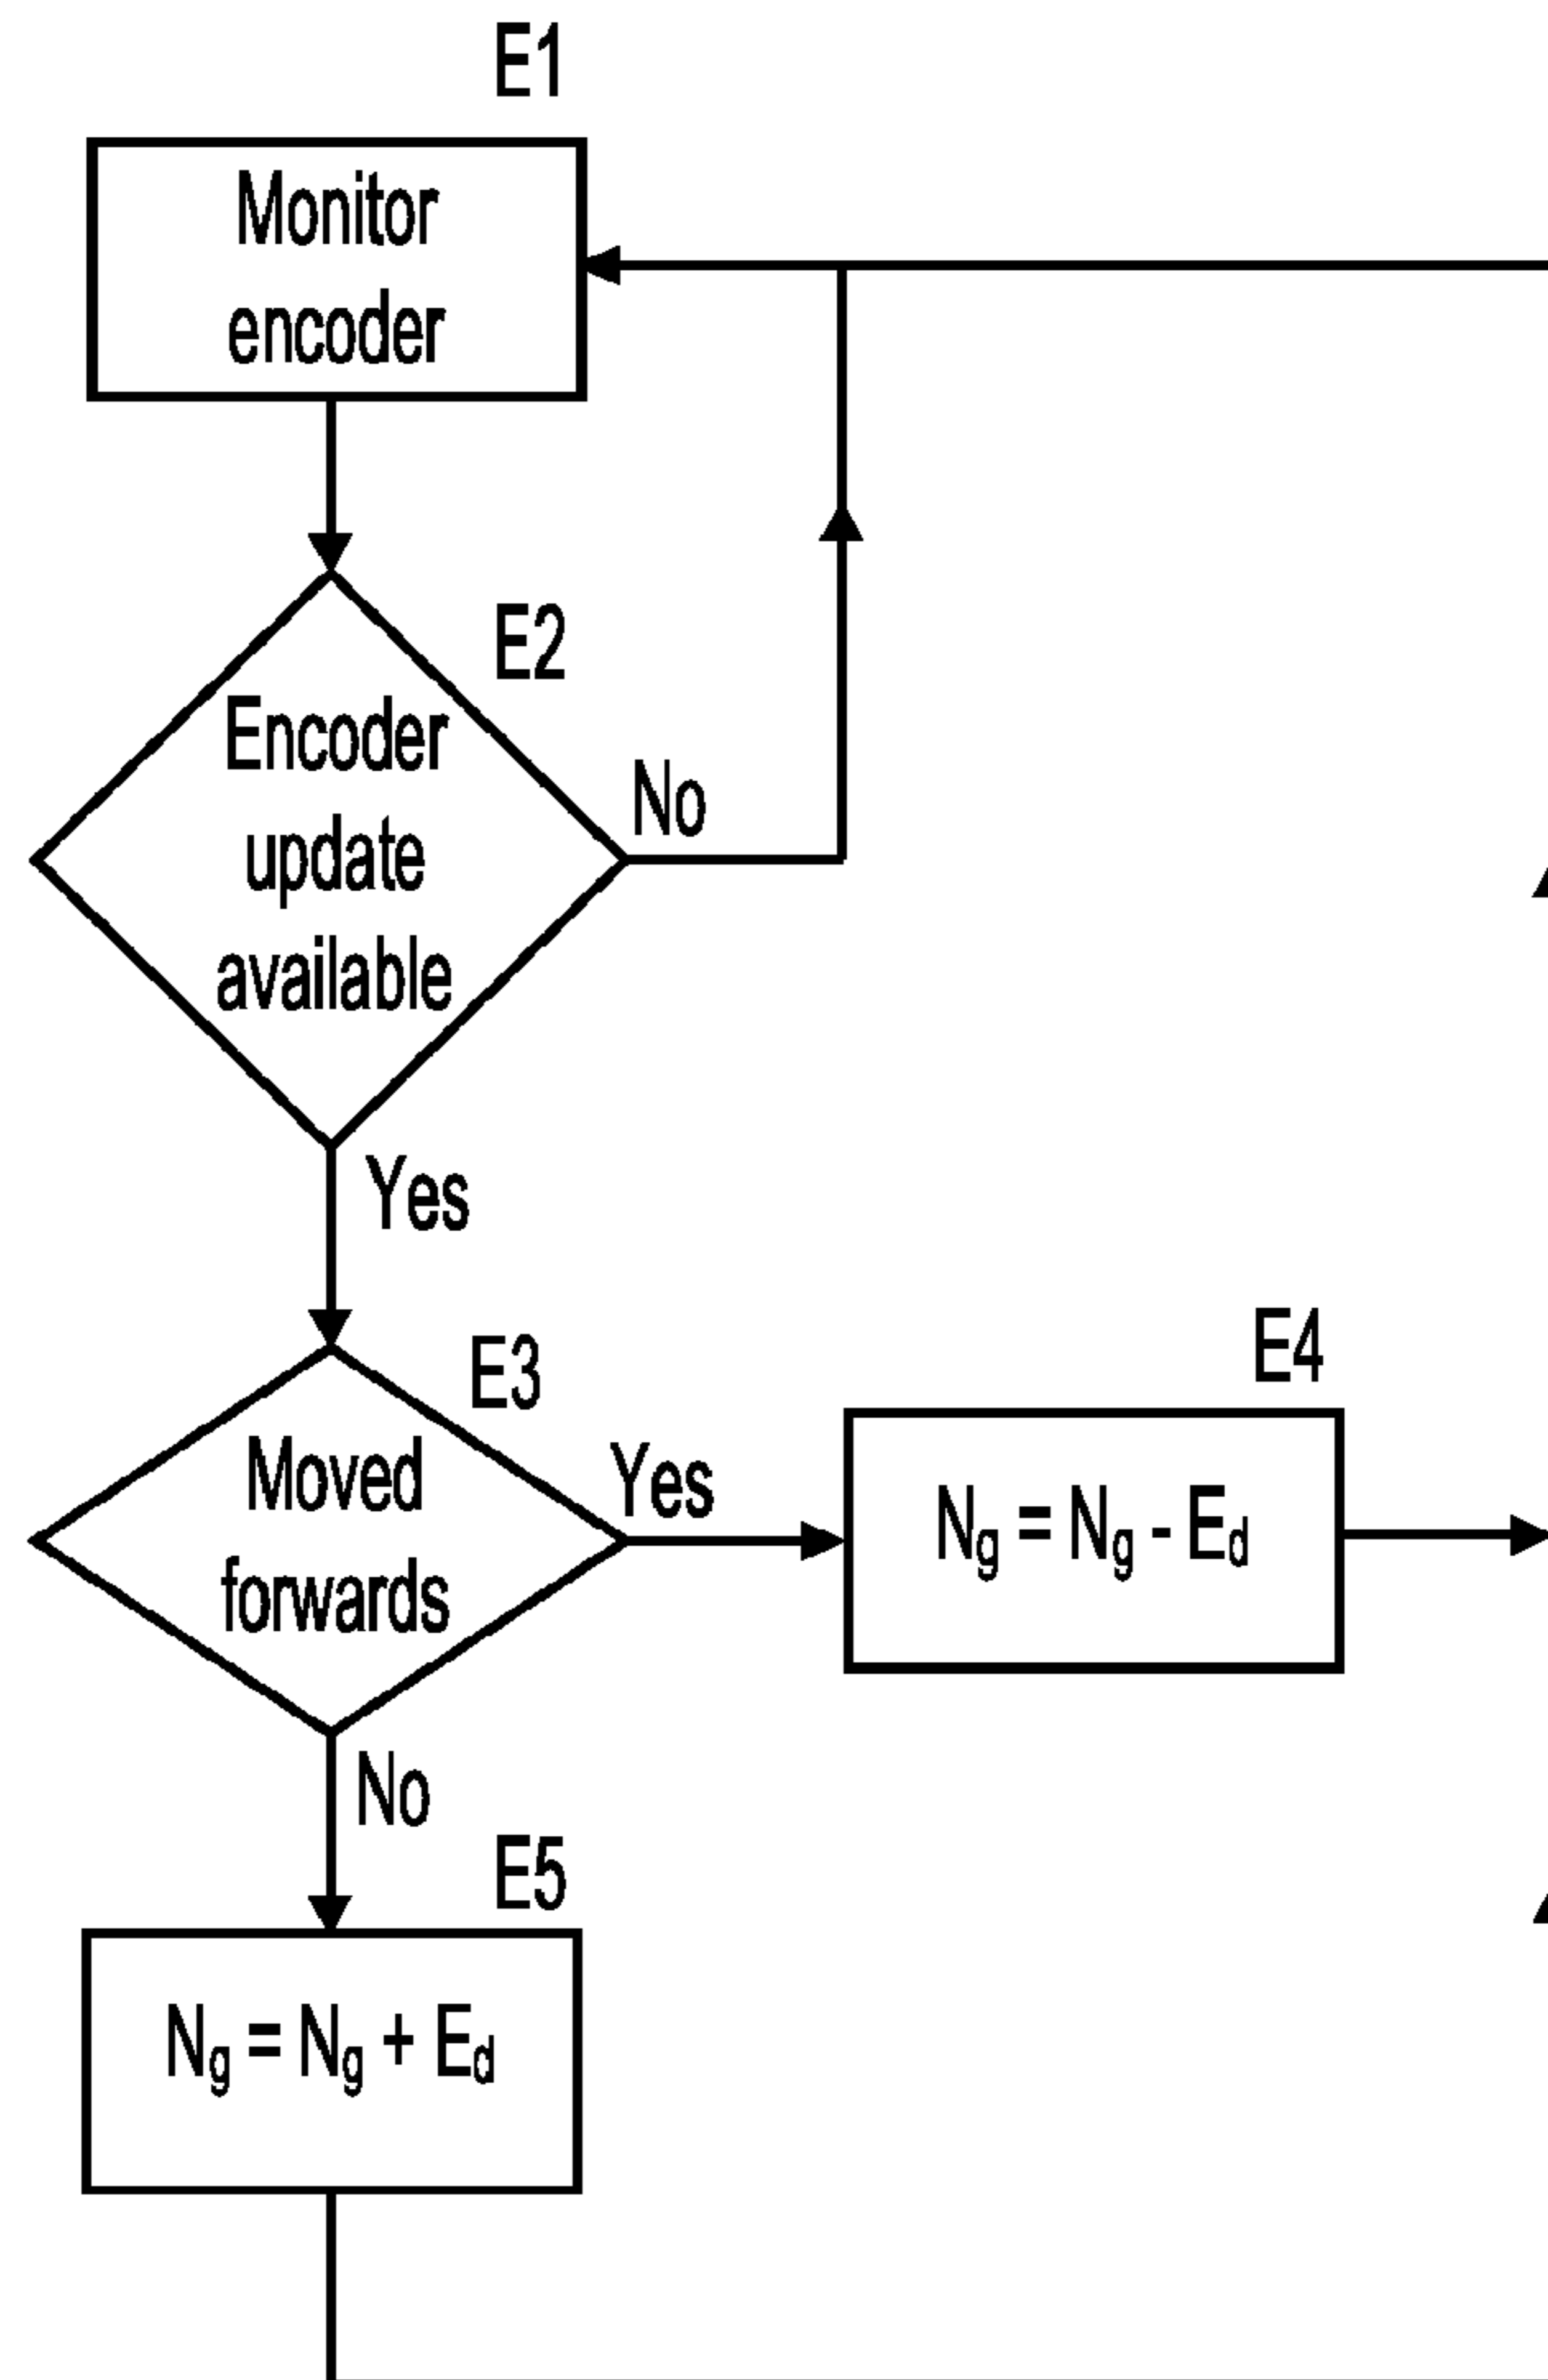 E1
Monitor
encoder
E2
Encoder
update
available
No
Yes
E3
Moved
forwards
Yes
E4
Ng = Ng - Ed
No
E5
Ng = Ng + Ed